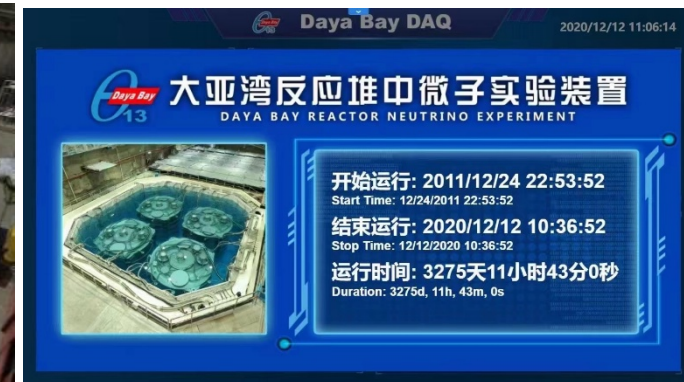 Daya Bay DAQ
2020/12/12 11:06:14
θ Daya Bay 13
大亚湾反应堆中微子实验装置
DAYA BAY REACTOR NEUTRINO EXPERIMENT
开始运行: 2011/12/24 22:53:52
Start Time: 12/24/2011 22:53:52
结束运行: 2020/12/12 10:36:52
Stop Time: 12/12/2020 10:36:52
运行时间: 3275天11小时43分0秒
Duration: 3275d, 11h, 43m, 0s